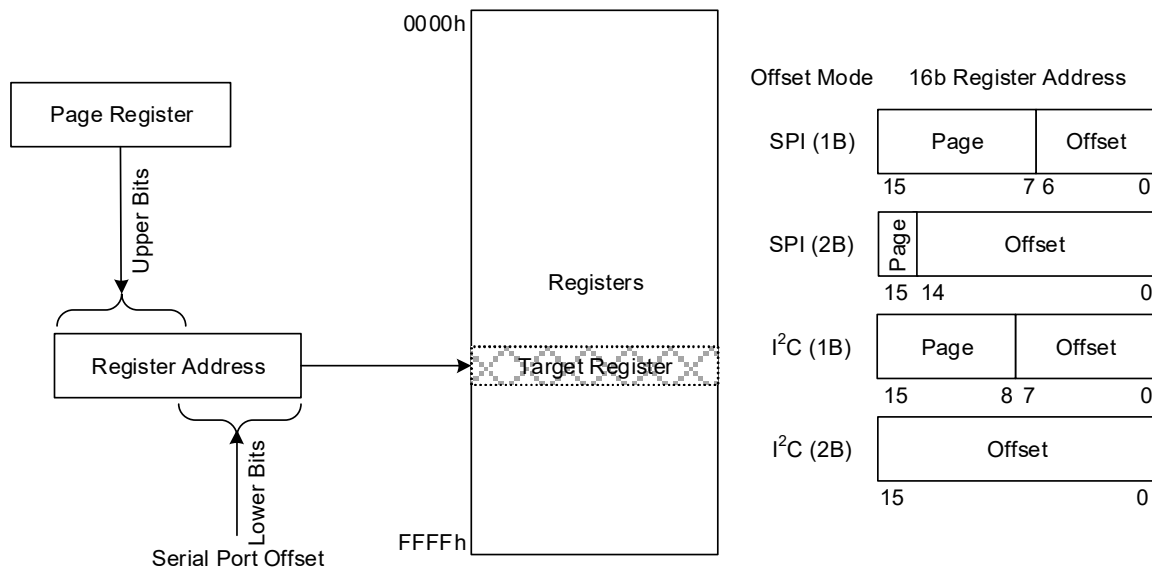 0000h
Page Register
Upper Bits
Register Address
Lower Bits
Serial Port Offset
Registers
Target Register
FFFFh
Offset Mode 16b Register Address
SPI (1B) Page Offset
15 7 6 0
SPI (2B) Page Offset
15 14 0
I²C (1B) Page Offset
15 8 7 0
I²C (2B) Offset
15 0